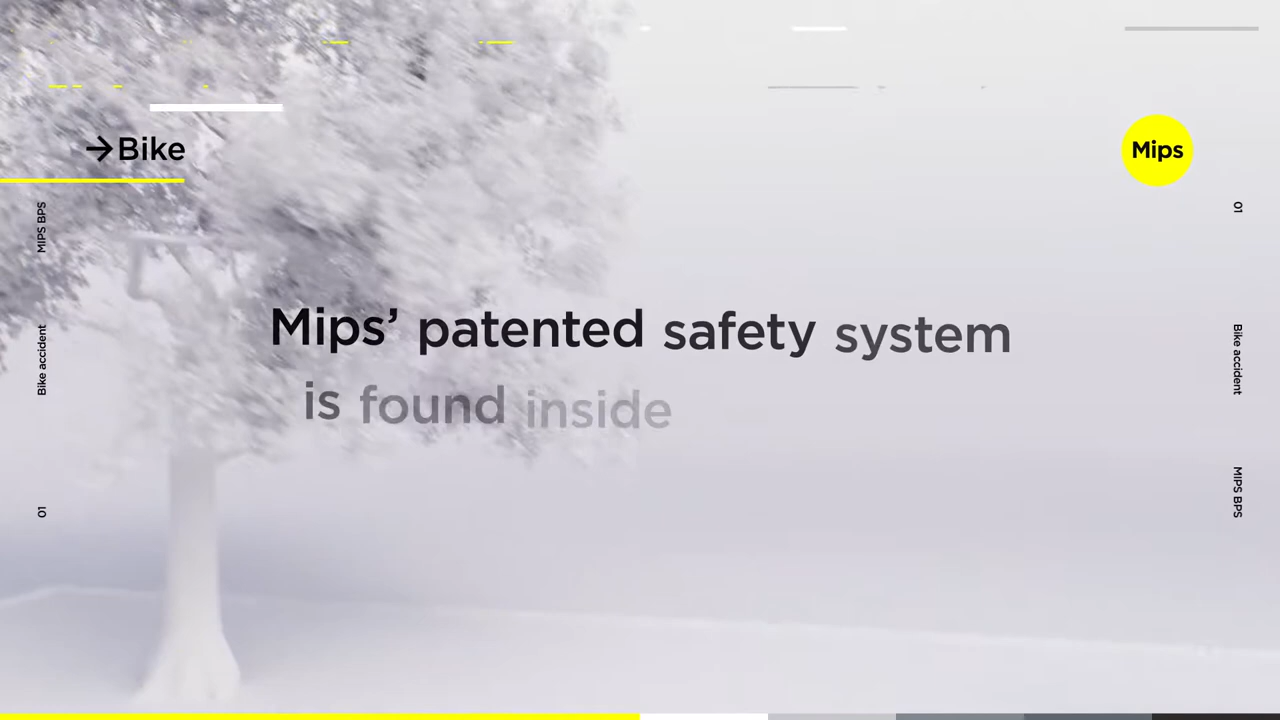 →Bike
Mips
MIPS BPS
Bike accident
01
Mips’ patented safety system
is found inside
01
Bike accident
MIPS BPS